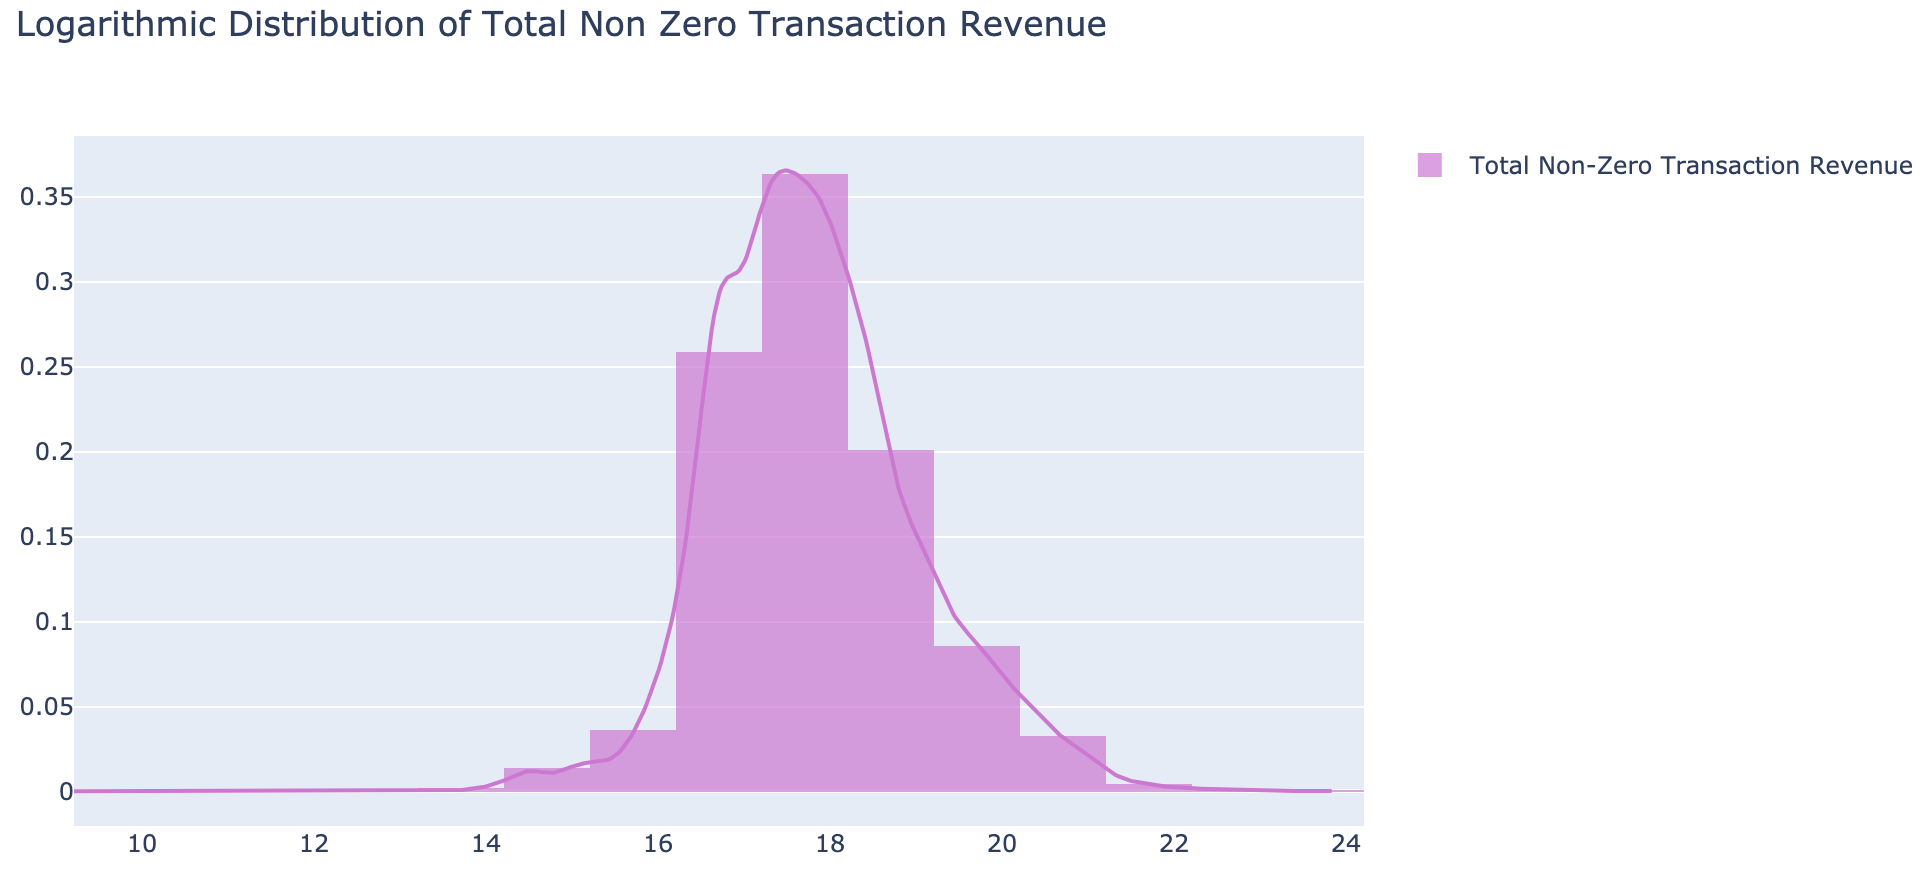 Logarithmic Distribution of Total Non Zero Transaction Revenue
Total Non-Zero Transaction Revenue
0.35
0.3
0.25
0.2
0.15
0.1
0.05
0
10 12 14 16 18 20 22 24